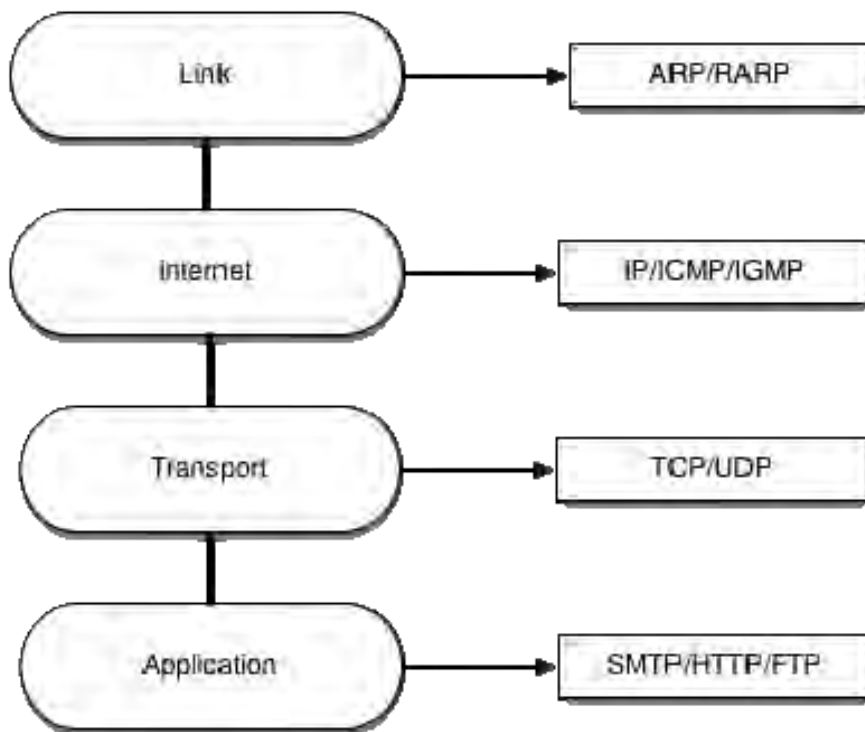 Link
ARP/RARP
Internet
IP/ICMP/IGMP
Transport
TCP/UDP
Application
SMTP/HTTP/FTP